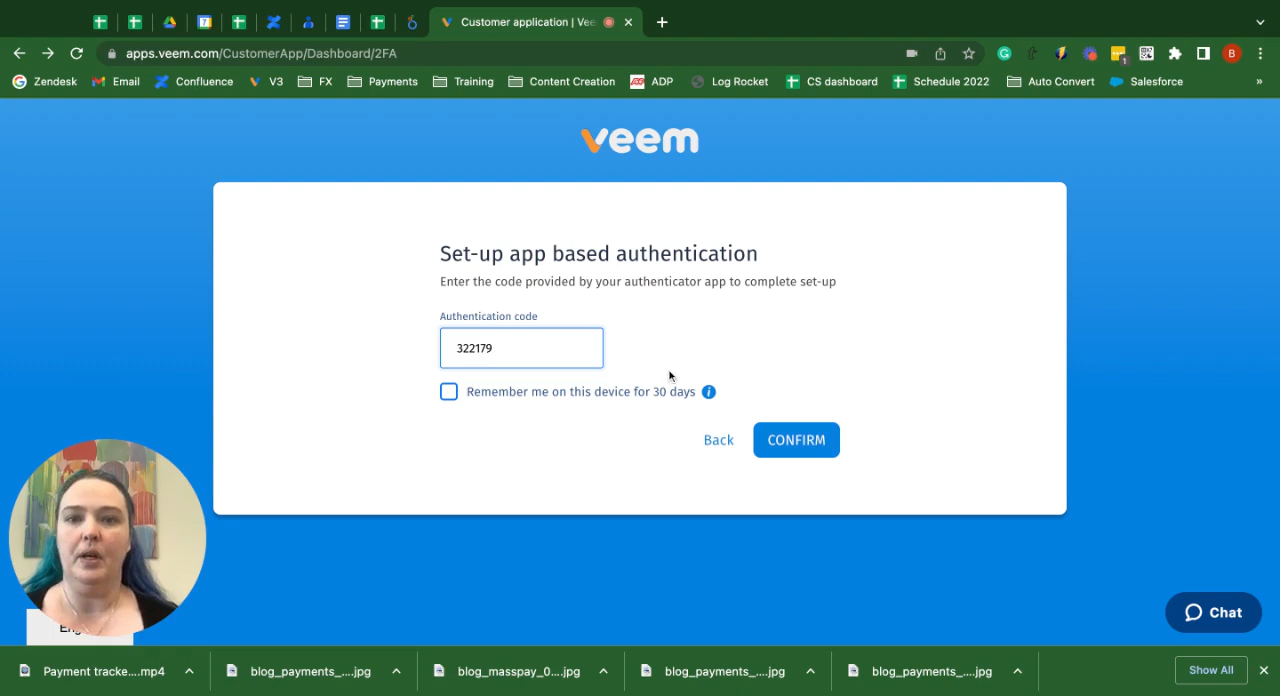 Customer application | Vee
apps.veem.com/CustomerApp/Dashboard/2FA
B
1
Zendesk
Email
Confluence
V3
FX
Payments
Training
Content Creation
ADP
Log Rocket
CS dashboard
Schedule 2022
Auto Convert
Salesforce
»
veem
Set-up app based authentication
Enter the code provided by your authenticator app to complete set-up
Authentication code
322179
Remember me on this device for 30 days
Back
CONFIRM
Chat
Payment tracke....mp4
blog_payments_....jpg
blog_masspay_0....jpg
blog_payments_....jpg
blog_payments_....jpg
Show All